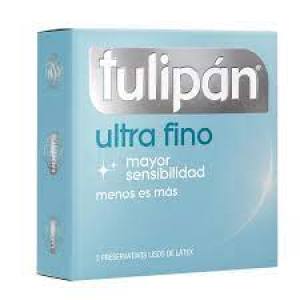 tulipán®
ultra fino
mayor
sensibilidad
menos es más
3 PRESERVATIVOS LISOS DE LÁTEX